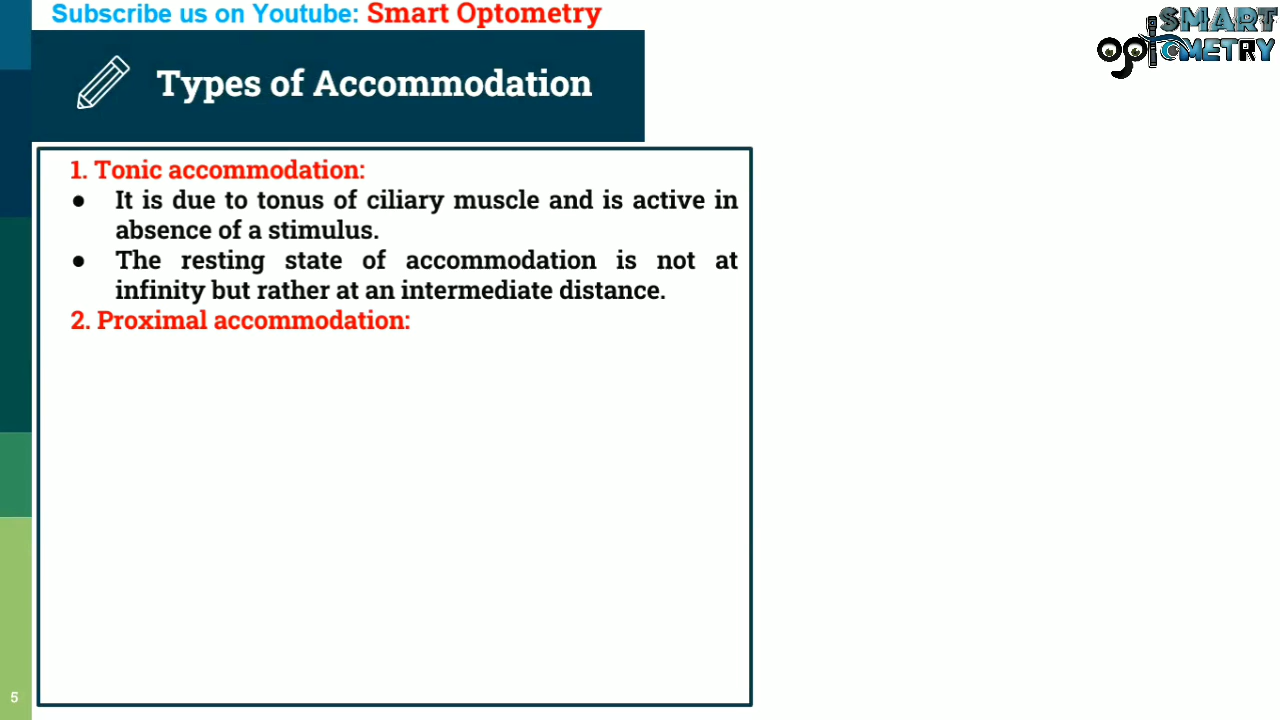 Subscribe us on Youtube: Smart Optometry
SMART
OPTOMETRY
Types of Accommodation
1. Tonic accommodation:
● It is due to tonus of ciliary muscle and is active in
absence of a stimulus.
● The resting state of accommodation is not at
infinity but rather at an intermediate distance.
2. Proximal accommodation:
5